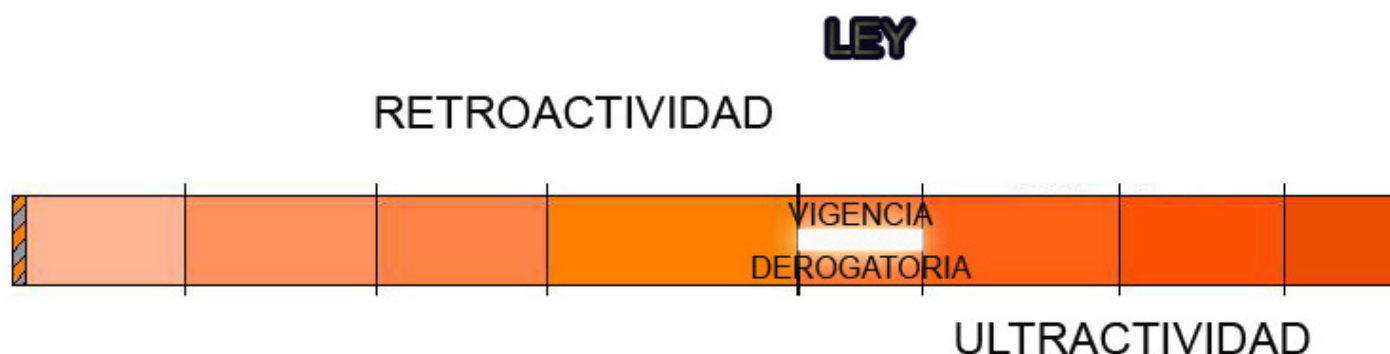 LEY
RETROACTIVIDAD
VIGENCIA
DEROGATORIA
ULTRACTIVIDAD